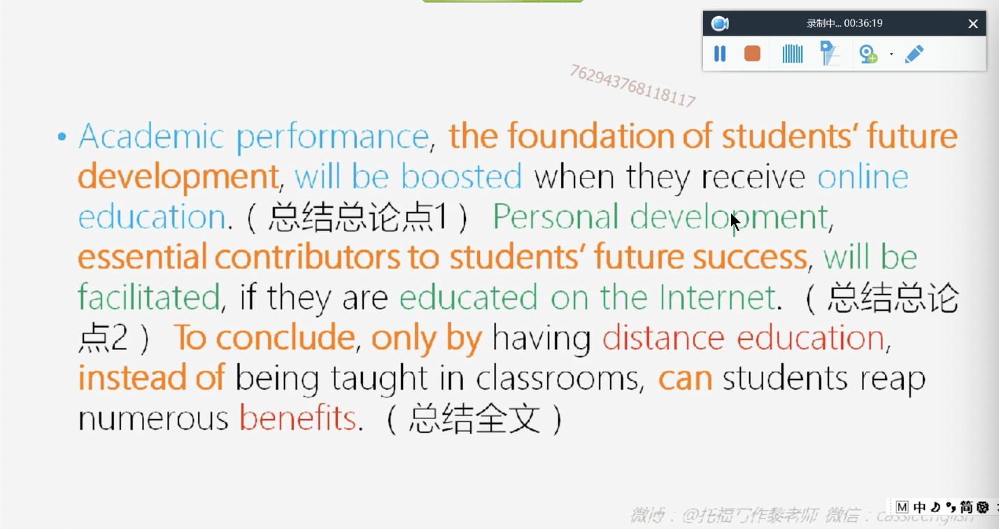 录制中... 00:36:19
762943768118117
• Academic performance, the foundation of students’ future
development, will be boosted when they receive online
education.（总结总论点1） Personal development,
essential contributors to students’ future success, will be
facilitated, if they are educated on the Internet. （总结总论
点2） To conclude, only by having distance education,
instead of being taught in classrooms, can students reap
numerous benefits. （总结全文）
微博：@托福写作黎老师 微信：
M 中 简